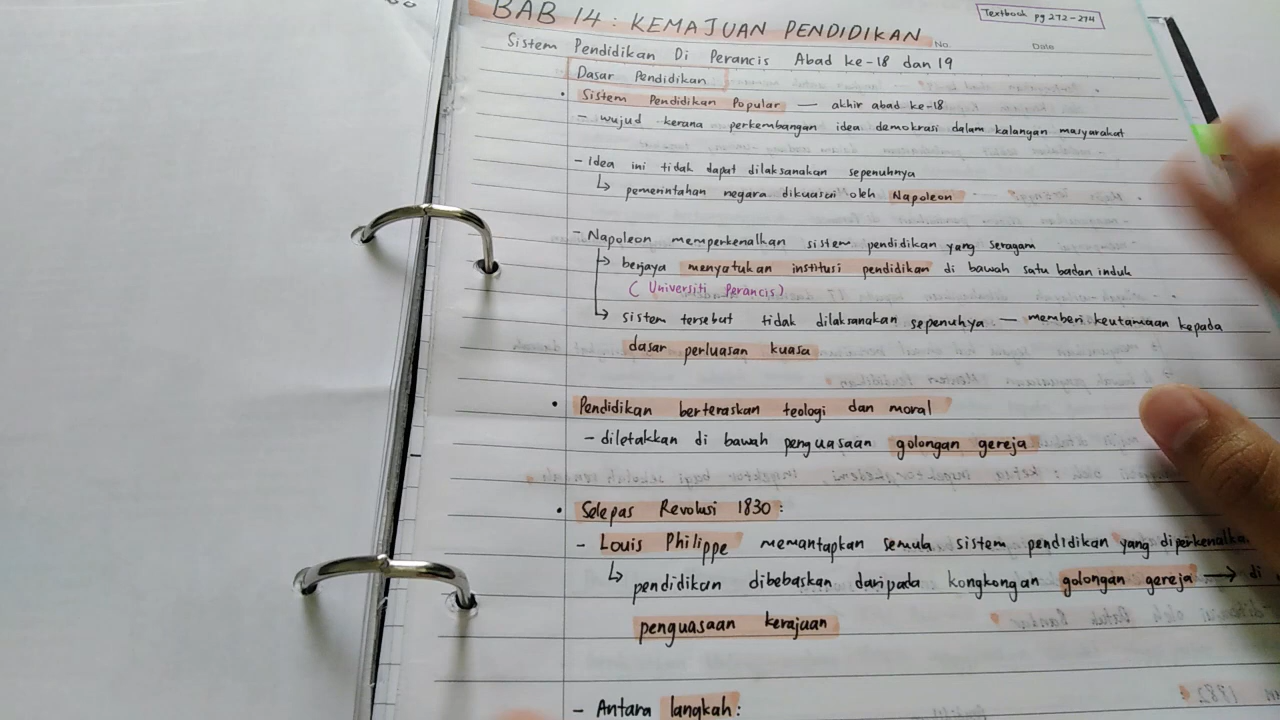 BAB 14: KEMAJUAN PENDIDIKAN
Textbook pg 272-274
No.
Date
Sistem Pendidikan Di Perancis Abad ke-18 dan 19
Dasar Pendidikan
• Sistem Pendidikan Popular — akhir abad ke-18
- wujud kerana perkembangan idea demokrasi dalam kalangan masyarakat
- Idea ini tidak dapat dilaksanakan sepenuhnya
↳ pemerintahan negara dikuasai oleh Napoleon
- Napoleon memperkenalkan sistem pendidikan yang seragam
↳ berjaya menyatukan institusi pendidikan di bawah satu badan induk
(Universiti Perancis)
↳ sistem tersebut tidak dilaksanakan sepenuhya — memberi keutamaan kepada
dasar perluasan kuasa
• Pendidikan berteraskan teologi dan moral
- diletakkan di bawah penguasaan golongan gereja
• Selepas Revolusi 1830:
- Louis Philippe memantapkan semula sistem pendidikan yang diperkenalka
↳ pendidikan dibebaskan daripada kongkongan golongan gereja → di
penguasaan kerajaan
- Antara langkah: